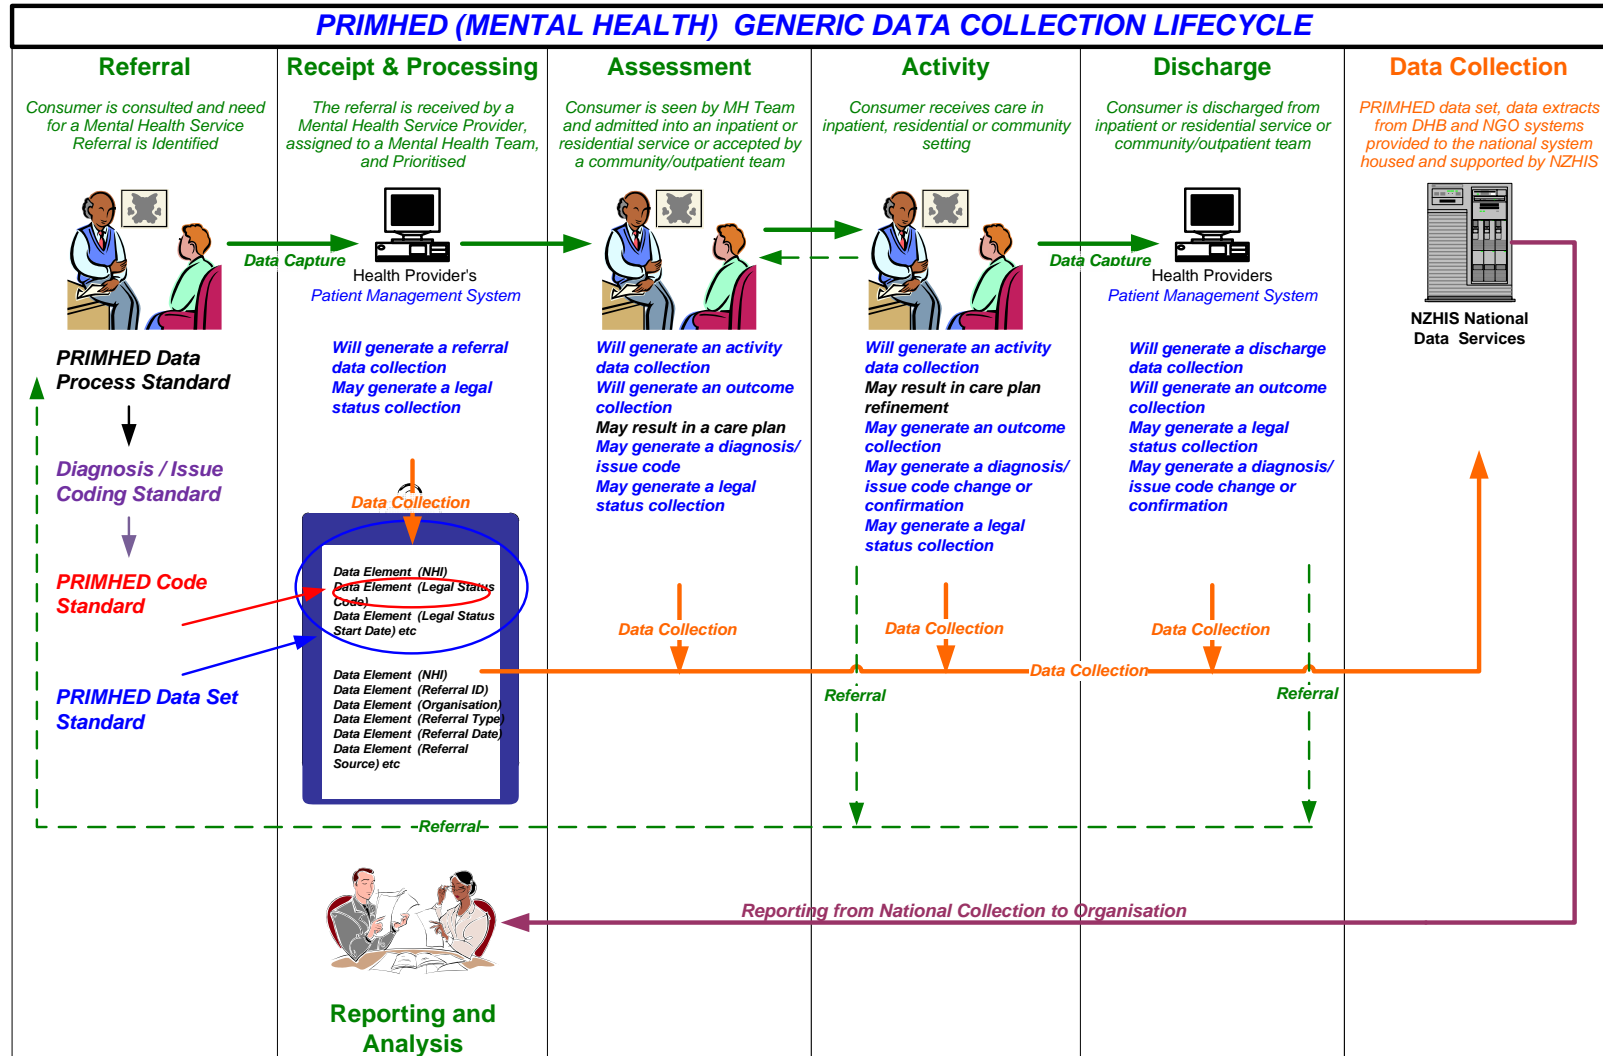 PRIMHED (MENTAL HEALTH) GENERIC DATA COLLECTION LIFECYCLE
Referral
Consumer is consulted and need
for a Mental Health Service
Referral is Identified
Receipt & Processing
The referral is received by a
Mental Health Service Provider,
assigned to a Mental Health Team,
and Prioritised
Assessment
Consumer is seen by MH Team
and admitted into an inpatient or
residential service or accepted by
a community/outpatient team
Activity
Consumer receives care in
inpatient, residential or community
setting
Discharge
Consumer is discharged from
inpatient or residential service or
community/outpatient team
Data Collection
PRIMHED data set, data extracts
from DHB and NGO systems
provided to the national system
housed and supported by NZHIS
Data Capture
Health Provider's
Patient Management System
Data Capture
Health Providers
Patient Management System
NZHIS National
Data Services
PRIMHED Data
Process Standard
Diagnosis / Issue
Coding Standard
PRIMHED Code
Standard
PRIMHED Data Set
Standard
Will generate a referral
data collection
May generate a legal
status collection
Data Collection
Data Element (NHI)
Data Element (Legal Status
Code)
Data Element (Legal Status
Start Date) etc
Data Element (NHI)
Data Element (Referral ID)
Data Element (Organisation)
Data Element (Referral Type)
Data Element (Referral Date)
Data Element (Referral
Source) etc
Will generate an activity
data collection
Will generate an outcome
collection
May result in a care plan
May generate a diagnosis/
issue code
May generate a legal
status collection
Data Collection
Will generate an activity
data collection
May result in care plan
refinement
May generate an outcome
collection
May generate a diagnosis/
issue code change or
confirmation
May generate a legal
status collection
Data Collection
Will generate a discharge
data collection
Will generate an outcome
collection
May generate a legal
status collection
May generate a diagnosis/
issue code change or
confirmation
Data Collection
Data Collection
Referral
Referral
Referral
Reporting from National Collection to Organisation
Reporting and
Analysis